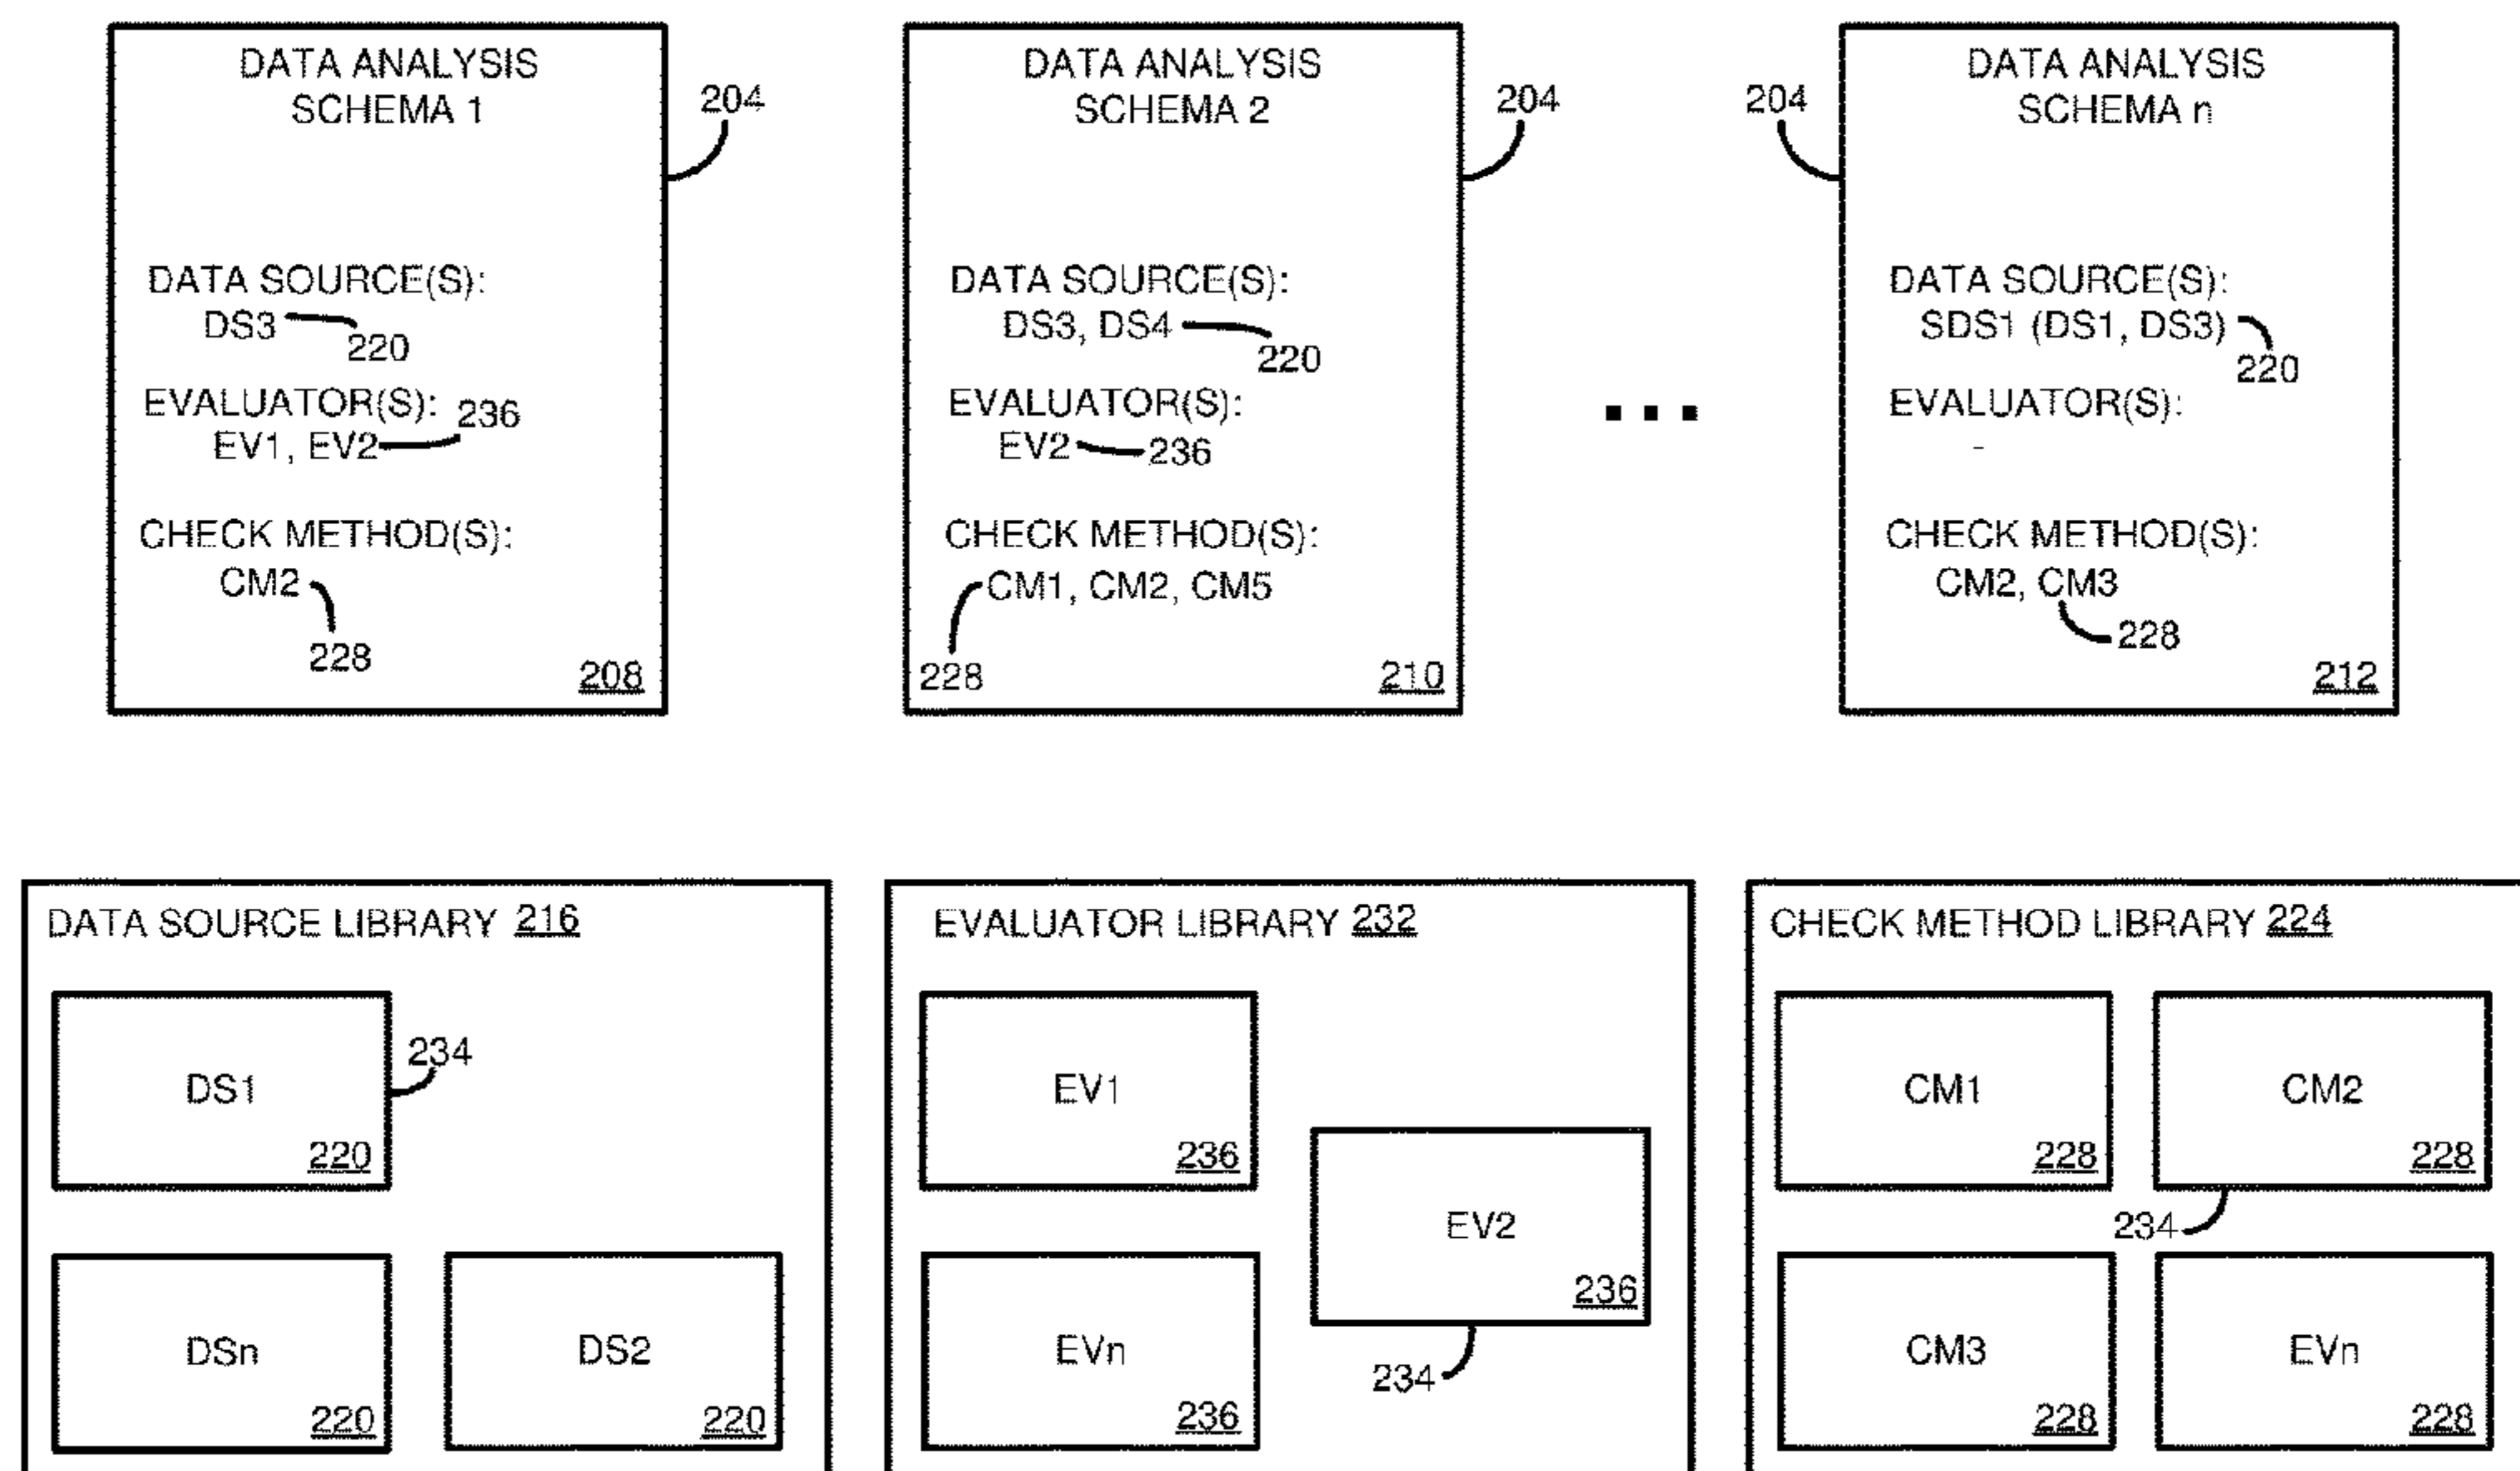 DATA ANALYSIS
SCHEMA 1
204
DATA SOURCE(S):
DS3
220
EVALUATOR(S): 236
EV1, EV2
CHECK METHOD(S):
CM2
228
208
DATA ANALYSIS
SCHEMA 2
204
DATA SOURCE(S):
DS3, DS4
220
EVALUATOR(S):
EV2 236
CHECK METHOD(S):
CM1, CM2, CM5
228
210
...
DATA ANALYSIS
SCHEMA n
204
DATA SOURCE(S):
SDS1 (DS1, DS3)
220
EVALUATOR(S):
-
CHECK METHOD(S):
CM2, CM3
228
212
DATA SOURCE LIBRARY 216
DS1
220
234
DSn
220
DS2
220
EVALUATOR LIBRARY 232
EV1
236
EV2
236
234
EVn
236
CHECK METHOD LIBRARY 224
CM1
228
CM2
228
234
CM3
228
EVn
228